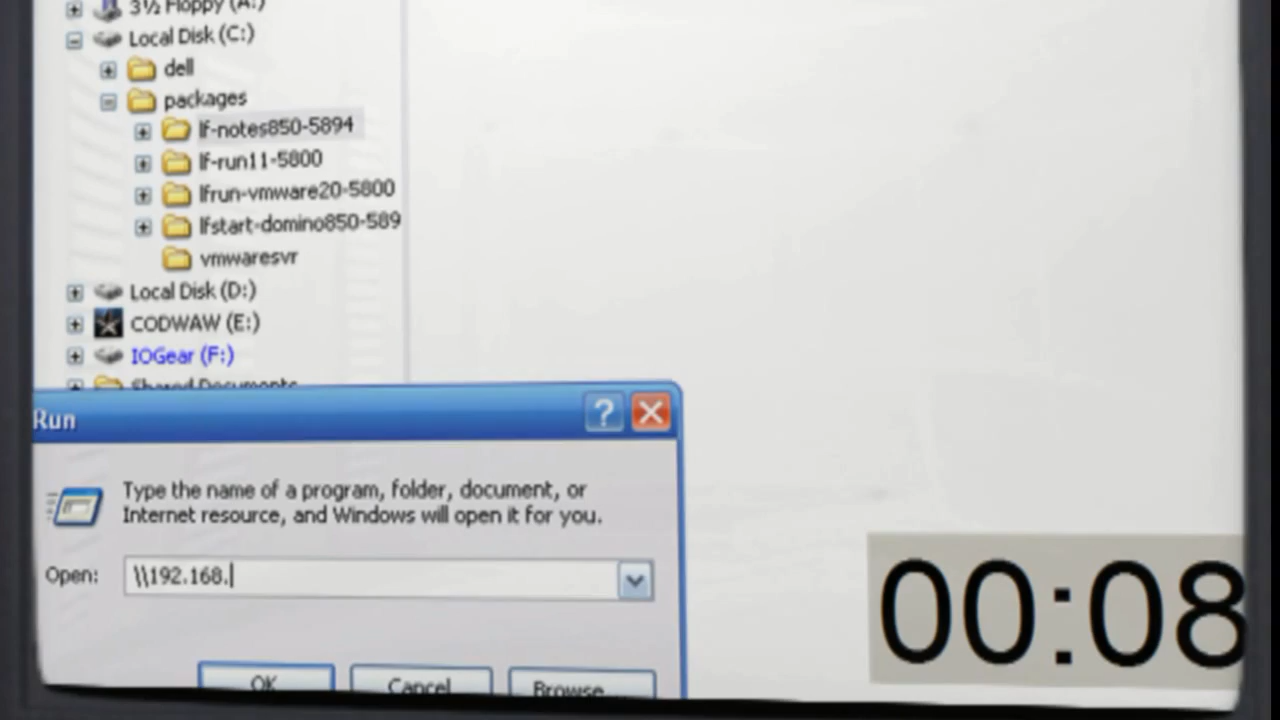 3½ Floppy (A:)
Local Disk (C:)
dell
packages
lf-notes850-5894
lf-run11-5800
lfrun-vmware20-5800
lfstart-domino850-589
vmwaresvr
Local Disk (D:)
CODWAW (E:)
IOGear (F:)
Shared Documents
Run
?
Type the name of a program, folder, document, or
Internet resource, and Windows will open it for you.
Open: \\192.168.
OK Cancel Browse...
00:08